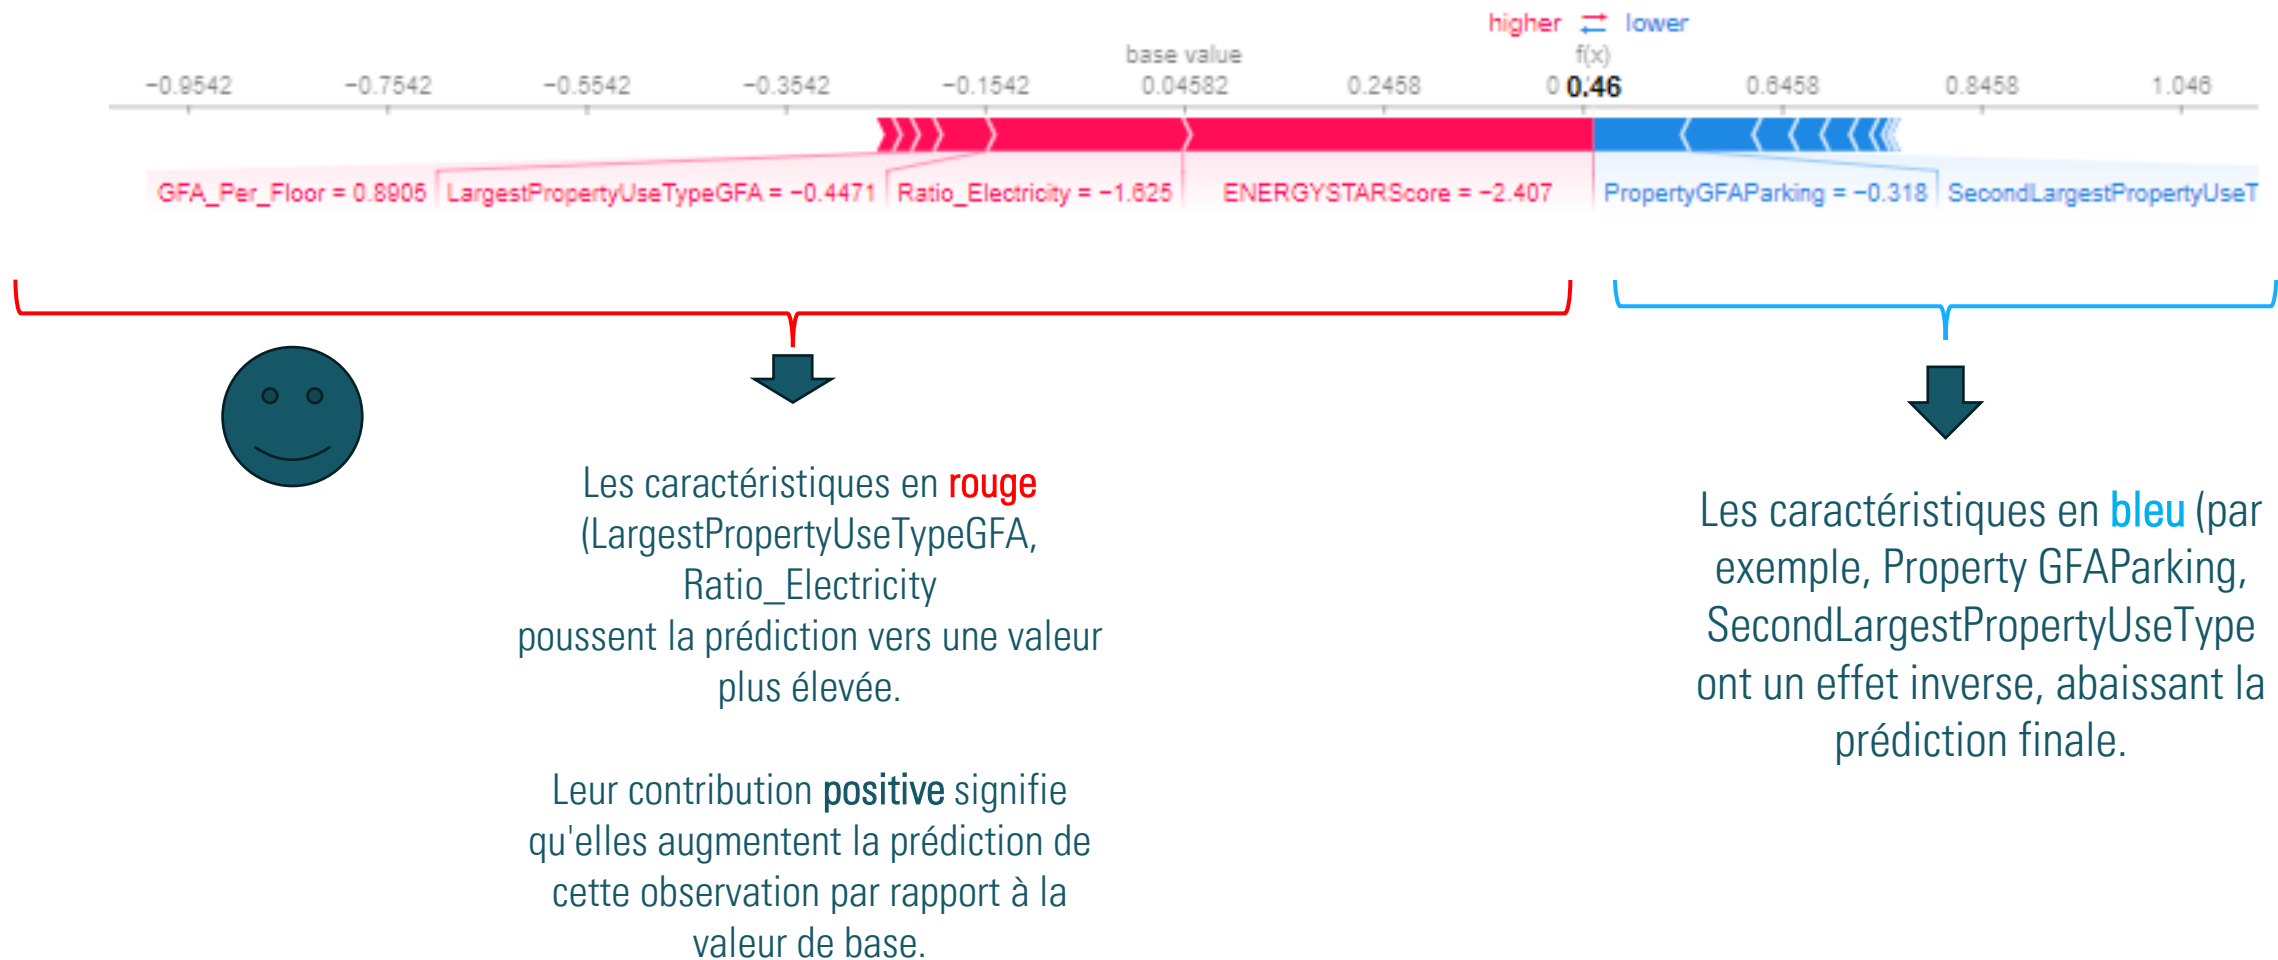 higher lower
base value f(x)
−0.9542 −0.7542 −0.5542 −0.3542 −0.1542 0.04582 0.2458 0 0.46 0.6458 0.8458 1.046
GFA_Per_Floor = 0.8905 LargestPropertyUseTypeGFA = −0.4471 Ratio_Electricity = −1.625 ENERGYSTARScore = −2.407 PropertyGFAParking = −0.318 SecondLargestPropertyUseT
Les caractéristiques en rouge
(LargestPropertyUseTypeGFA,
Ratio_Electricity
poussent la prédiction vers une valeur
plus élevée.
Leur contribution positive signifie
qu'elles augmentent la prédiction de
cette observation par rapport à la
valeur de base.
Les caractéristiques en bleu (par
exemple, Property GFAParking,
SecondLargestPropertyUseType
ont un effet inverse, abaissant la
prédiction finale.